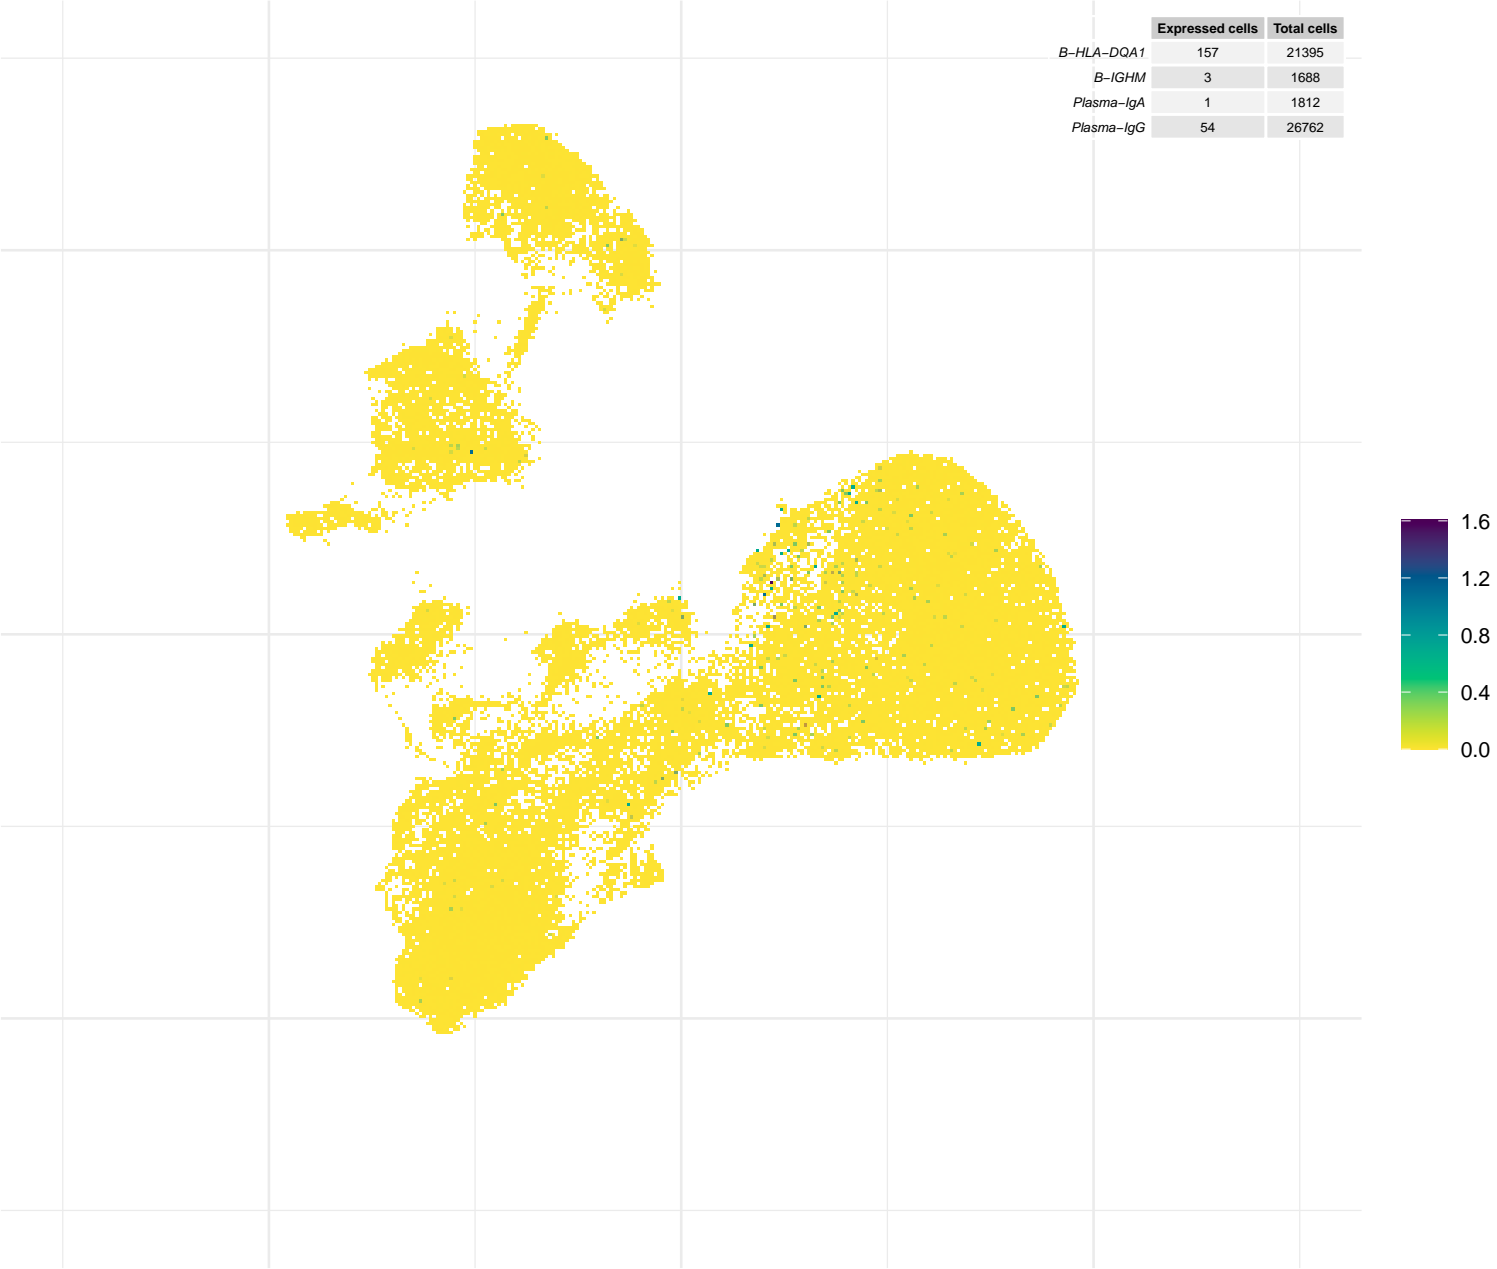 Expressed cells Total cells
B−HLA−DQA1 157 21395
B−IGHM 3 1688
Plasma−IgA 1 1812
Plasma−IgG 54 26762
1.6
1.2
0.8
0.4
0.0